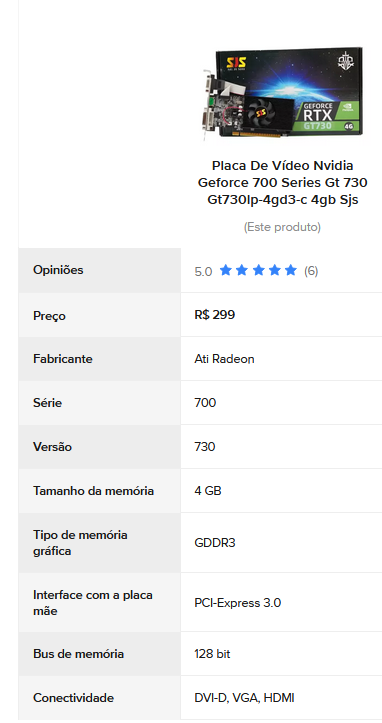 SJS
GEFORCE
RTX
GT730
4G
Placa De Vídeo Nvidia
Geforce 700 Series Gt 730
Gt730lp-4gd3-c 4gb Sjs
(Este produto)
Opiniões 5.0 (6)
Preço R$ 299
Fabricante Ati Radeon
Série 700
Versão 730
Tamanho da memória 4 GB
Tipo de memória
gráfica GDDR3
Interface com a placa
mãe PCI-Express 3.0
Bus de memória 128 bit
Conectividade DVI-D, VGA, HDMI